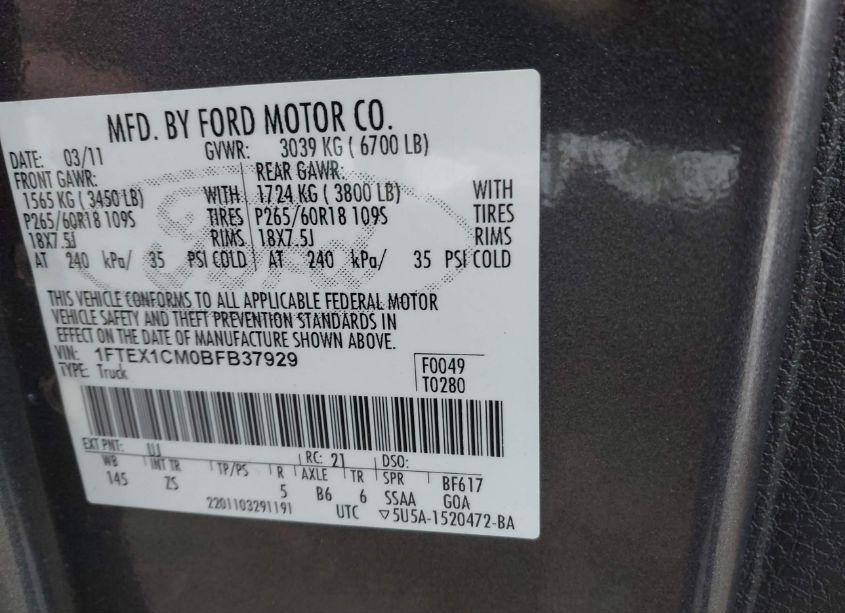 MFD. BY FORD MOTOR CO.
DATE: 03/11 GVWR: 3039 KG ( 6700 LB)
FRONT GAWR: REAR GAWR:
1565 KG ( 3450 LB) WITH 1724 KG ( 3800 LB) WITH
P265/60R18 109S TIRES P265/60R18 109S TIRES
18X7.5J RIMS 18X7.5J RIMS
AT 240 kPa/ 35 PSI COLD AT 240 kPa/ 35 PSI COLD
THIS VEHICLE CONFORMS TO ALL APPLICABLE FEDERAL MOTOR
VEHICLE SAFETY AND THEFT PREVENTION STANDARDS IN
EFFECT ON THE DATE OF MANUFACTURE SHOWN ABOVE.
VIN: 1FTEX1CM0BFB37929 F0049
TYPE: Truck T0280
EXT PNT: UJ RC: 21 DSO:
WB INT TR TP/PS R AXLE TR SPR BF617
145 ZS 5 B6 6 SSAA GOA
2201103291191 UTC ▽5U5A-1520472-BA